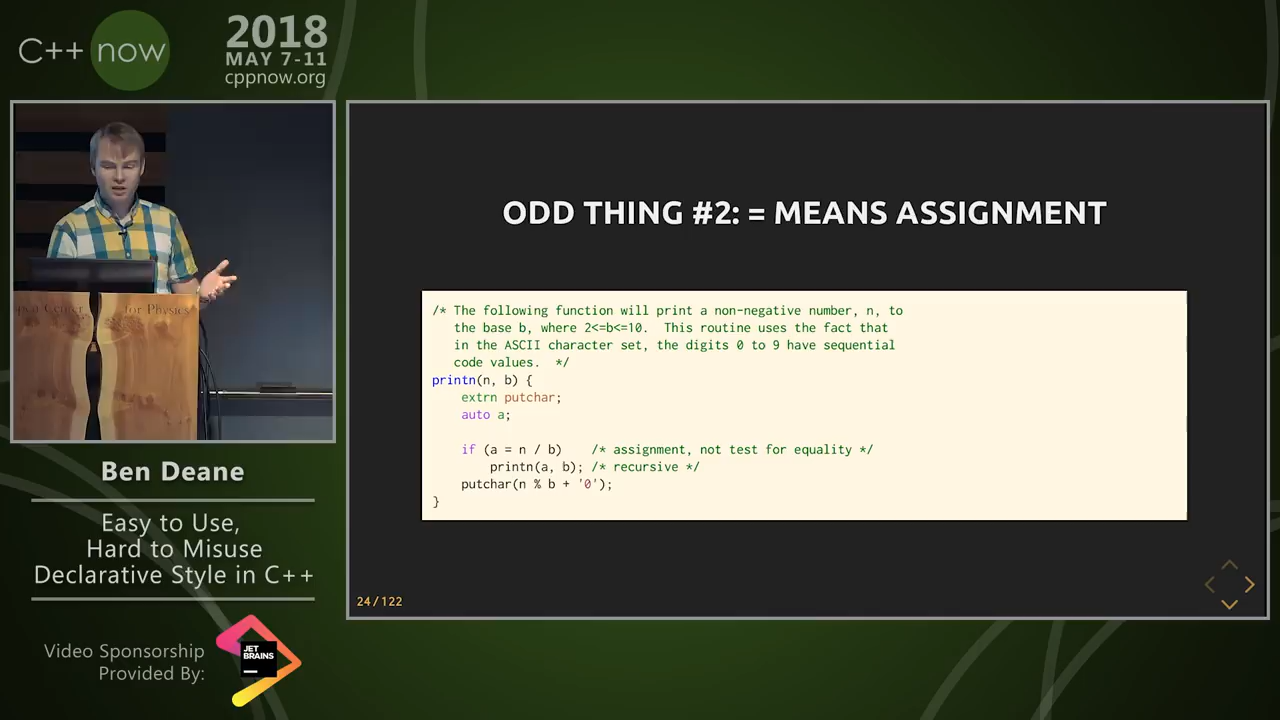 C++ now
2018
MAY 7-11
cppnow.org
ODD THING #2: = MEANS ASSIGNMENT
/* The following function will print a non-negative number, n, to
the base b, where 2<=b<=10. This routine uses the fact that
in the ASCII character set, the digits 0 to 9 have sequential
code values. */
printn(n, b) {
extrn putchar;
auto a;
if (a = n / b) /* assignment, not test for equality */
printn(a, b); /* recursive */
putchar(n % b + '0');
}
24/122
Center for Physics
Ben Deane
Easy to Use,
Hard to Misuse
Declarative Style in C++
Video Sponsorship
Provided By:
JET
BRAINS